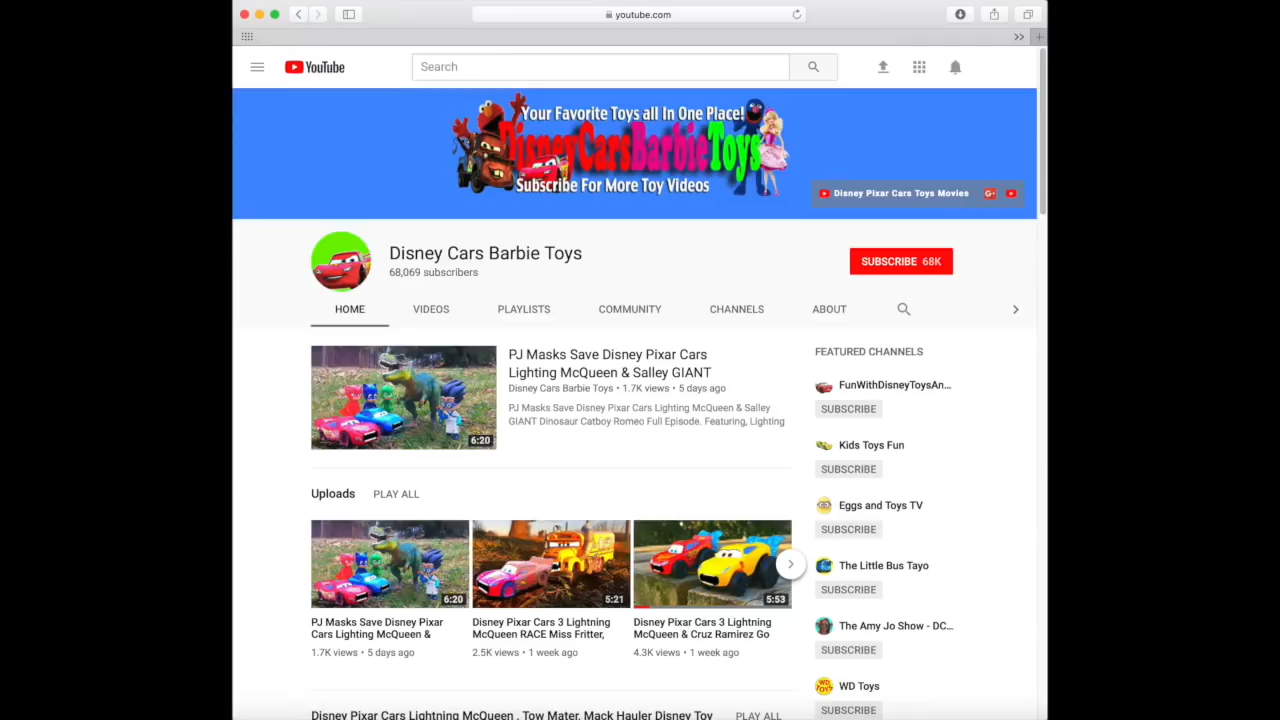 youtube.com
YouTube
Search
Your Favorite Toys all In One Place!
DisneyCarsBarbieToys
Subscribe For More Toy Videos
Disney Pixar Cars Toys Movies
Disney Cars Barbie Toys
68,069 subscribers
SUBSCRIBE 68K
HOME VIDEOS PLAYLISTS COMMUNITY CHANNELS ABOUT
PJ Masks Save Disney Pixar Cars
Lighting McQueen & Salley GIANT
Disney Cars Barbie Toys • 1.7K views • 5 days ago
PJ Masks Save Disney Pixar Cars Lighting McQueen & Salley
GIANT Dinosaur Catboy Romeo Full Episode. Featuring, Lighting
6:20
Uploads PLAY ALL
6:20
5:21
5:53
PJ Masks Save Disney Pixar
Cars Lighting McQueen &
1.7K views • 5 days ago
Disney Pixar Cars 3 Lightning
McQueen RACE Miss Fritter,
2.5K views • 1 week ago
Disney Pixar Cars 3 Lightning
McQueen & Cruz Ramirez Go
4.3K views • 1 week ago
Disney Pixar Cars Lightning McQueen , Tow Mater, Mack Hauler Disney Toy PLAY ALL
FEATURED CHANNELS
FunWithDisneyToysAn...
SUBSCRIBE
Kids Toys Fun
SUBSCRIBE
Eggs and Toys TV
SUBSCRIBE
The Little Bus Tayo
SUBSCRIBE
The Amy Jo Show - DC...
SUBSCRIBE
WD TOYS
WD Toys
SUBSCRIBE